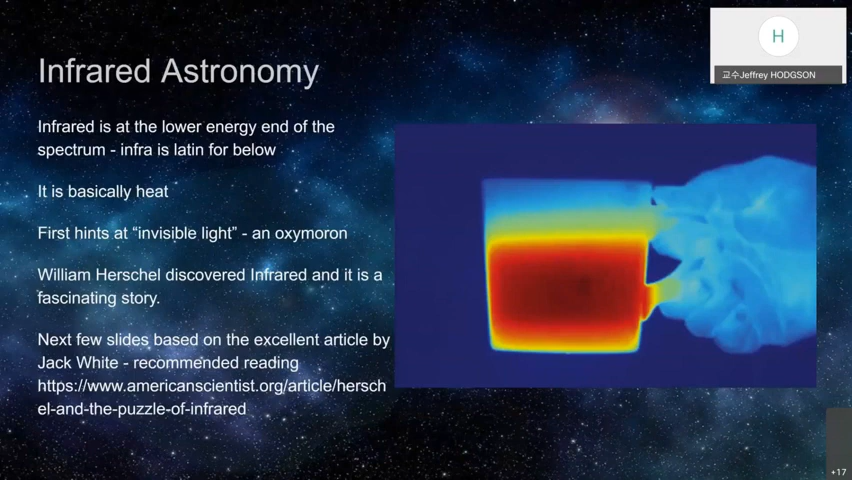 Infrared Astronomy
Infrared is at the lower energy end of the
spectrum - infra is latin for below
It is basically heat
First hints at “invisible light” - an oxymoron
William Herschel discovered Infrared and it is a
fascinating story.
Next few slides based on the excellent article by
Jack White - recommended reading
https://www.americanscientist.org/article/hersch
el-and-the-puzzle-of-infrared
H
교수Jeffrey HODGSON
+17